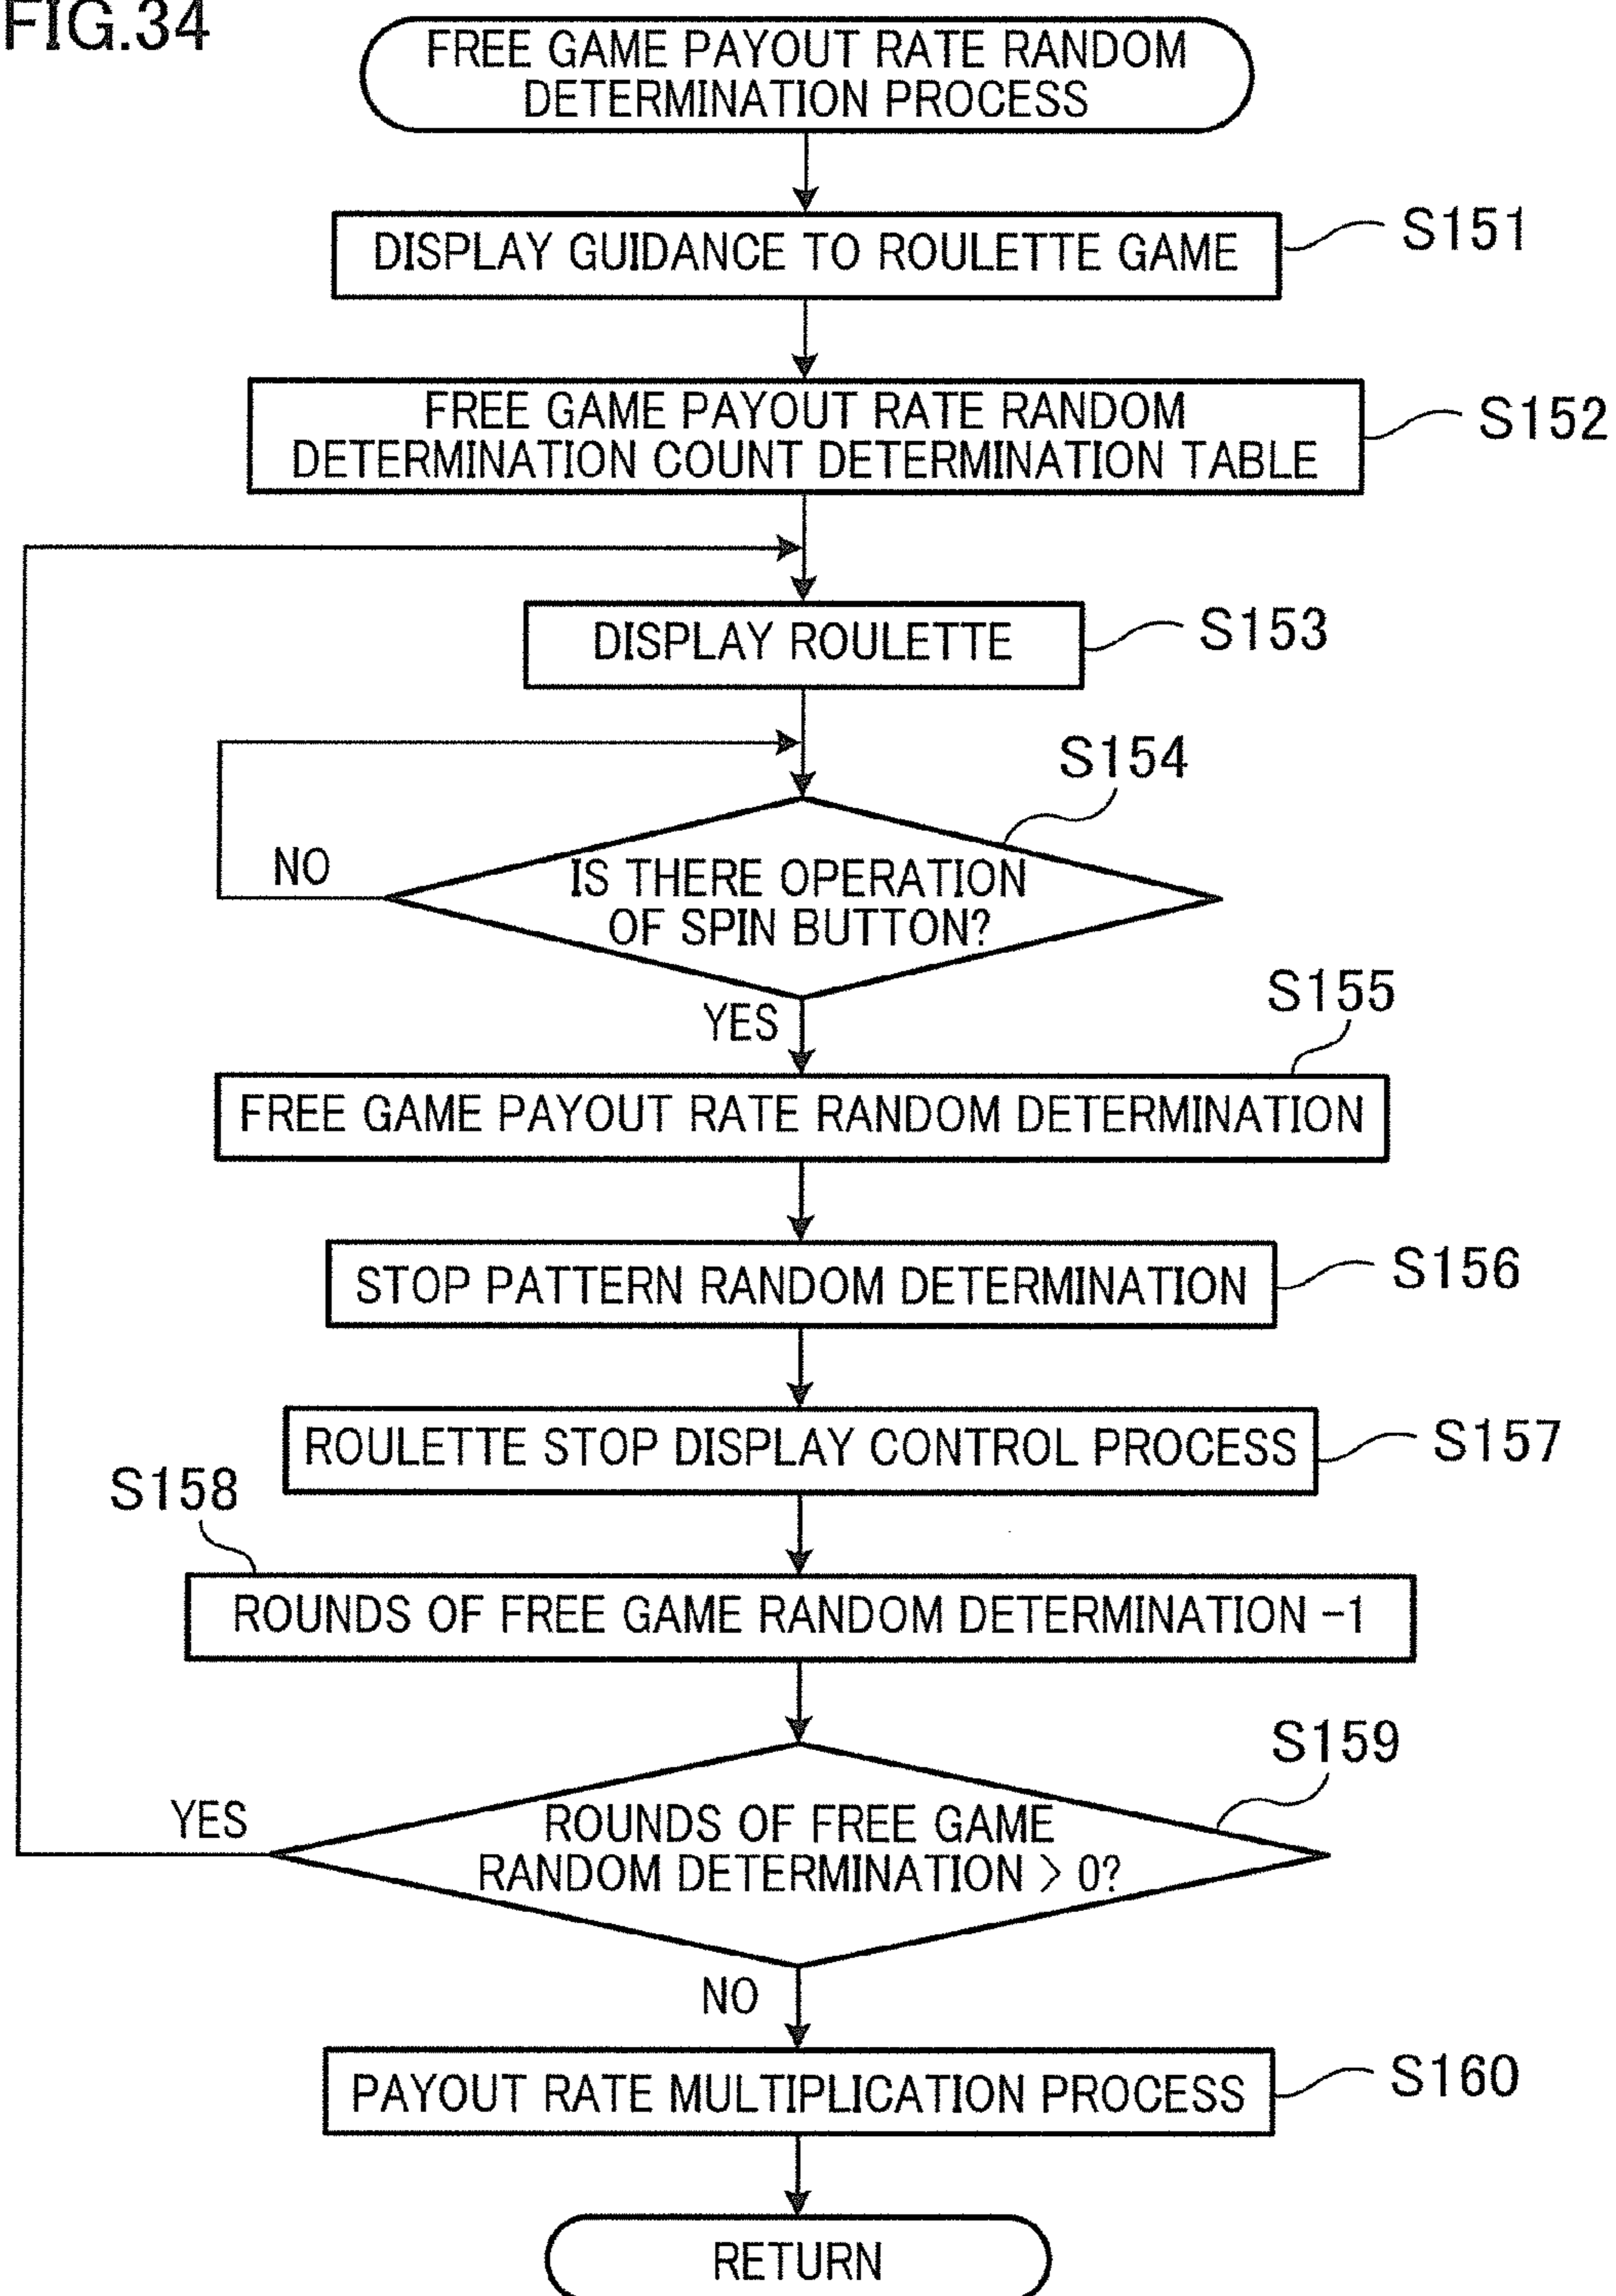 FIG.34
FREE GAME PAYOUT RATE RANDOM
DETERMINATION PROCESS
DISPLAY GUIDANCE TO ROULETTE GAME
S151
FREE GAME PAYOUT RATE RANDOM
DETERMINATION COUNT DETERMINATION TABLE
S152
DISPLAY ROULETTE
S153
S154
NO
IS THERE OPERATION
OF SPIN BUTTON?
YES
S155
FREE GAME PAYOUT RATE RANDOM DETERMINATION
STOP PATTERN RANDOM DETERMINATION
S156
ROULETTE STOP DISPLAY CONTROL PROCESS
S157
S158
ROUNDS OF FREE GAME RANDOM DETERMINATION -1
S159
YES
ROUNDS OF FREE GAME
RANDOM DETERMINATION > 0?
NO
PAYOUT RATE MULTIPLICATION PROCESS
S160
RETURN